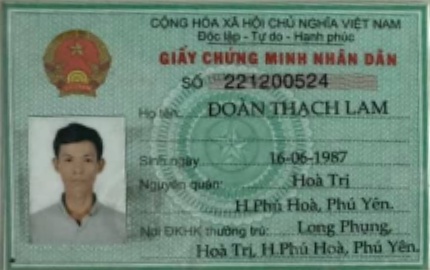 CỘNG HÒA XÃ HỘI CHỦ NGHĨA VIỆT NAM
Độc lập - Tự do - Hạnh phúc
GIẤY CHỨNG MINH NHÂN DÂN
SỐ 221200524
Họ tên: ĐOÀN THẠCH LAM
Sinh ngày 16-06-1987
Nguyên quán: Hoà Trị
H.Phú Hoà, Phú Yên.
Nơi ĐKHK thường trú: Long Phụng,
Hoà Trị, H.Phú Hoà, Phú Yên.